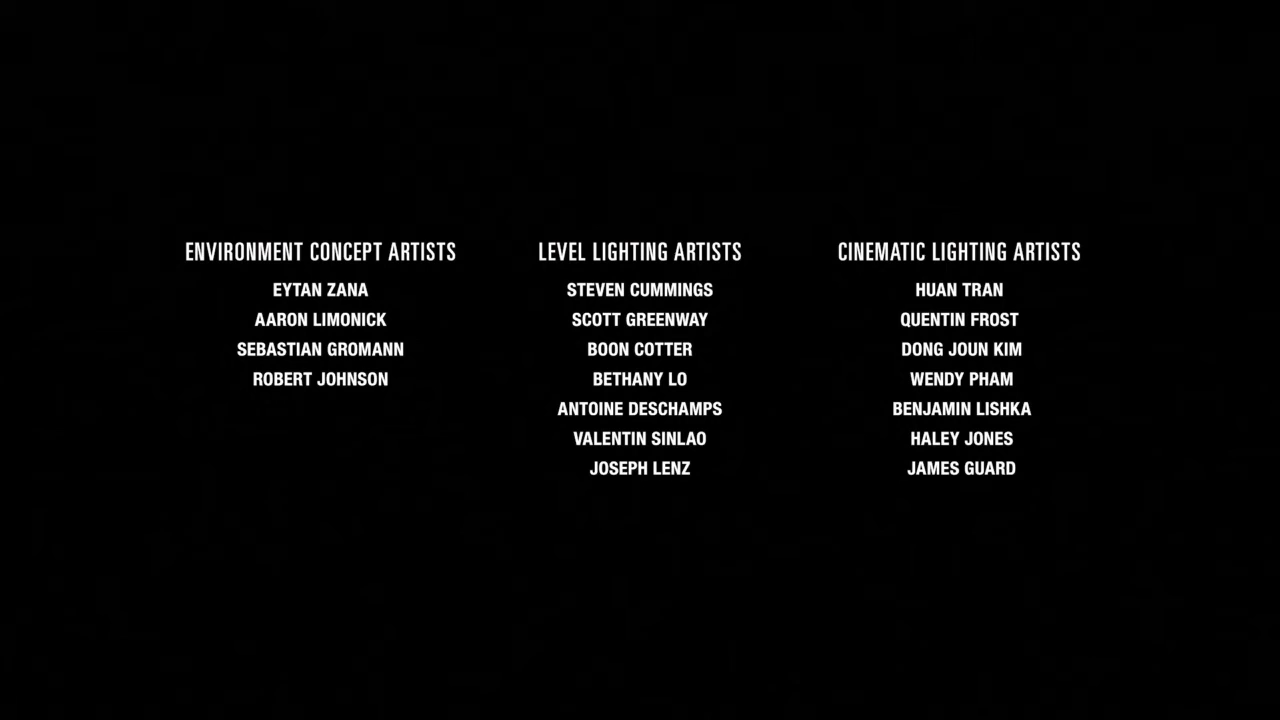 ENVIRONMENT CONCEPT ARTISTS
EYTAN ZANA
AARON LIMONICK
SEBASTIAN GROMANN
ROBERT JOHNSON
LEVEL LIGHTING ARTISTS
STEVEN CUMMINGS
SCOTT GREENWAY
BOON COTTER
BETHANY LO
ANTOINE DESCHAMPS
VALENTIN SINLAO
JOSEPH LENZ
CINEMATIC LIGHTING ARTISTS
HUAN TRAN
QUENTIN FROST
DONG JOUN KIM
WENDY PHAM
BENJAMIN LISHKA
HALEY JONES
JAMES GUARD